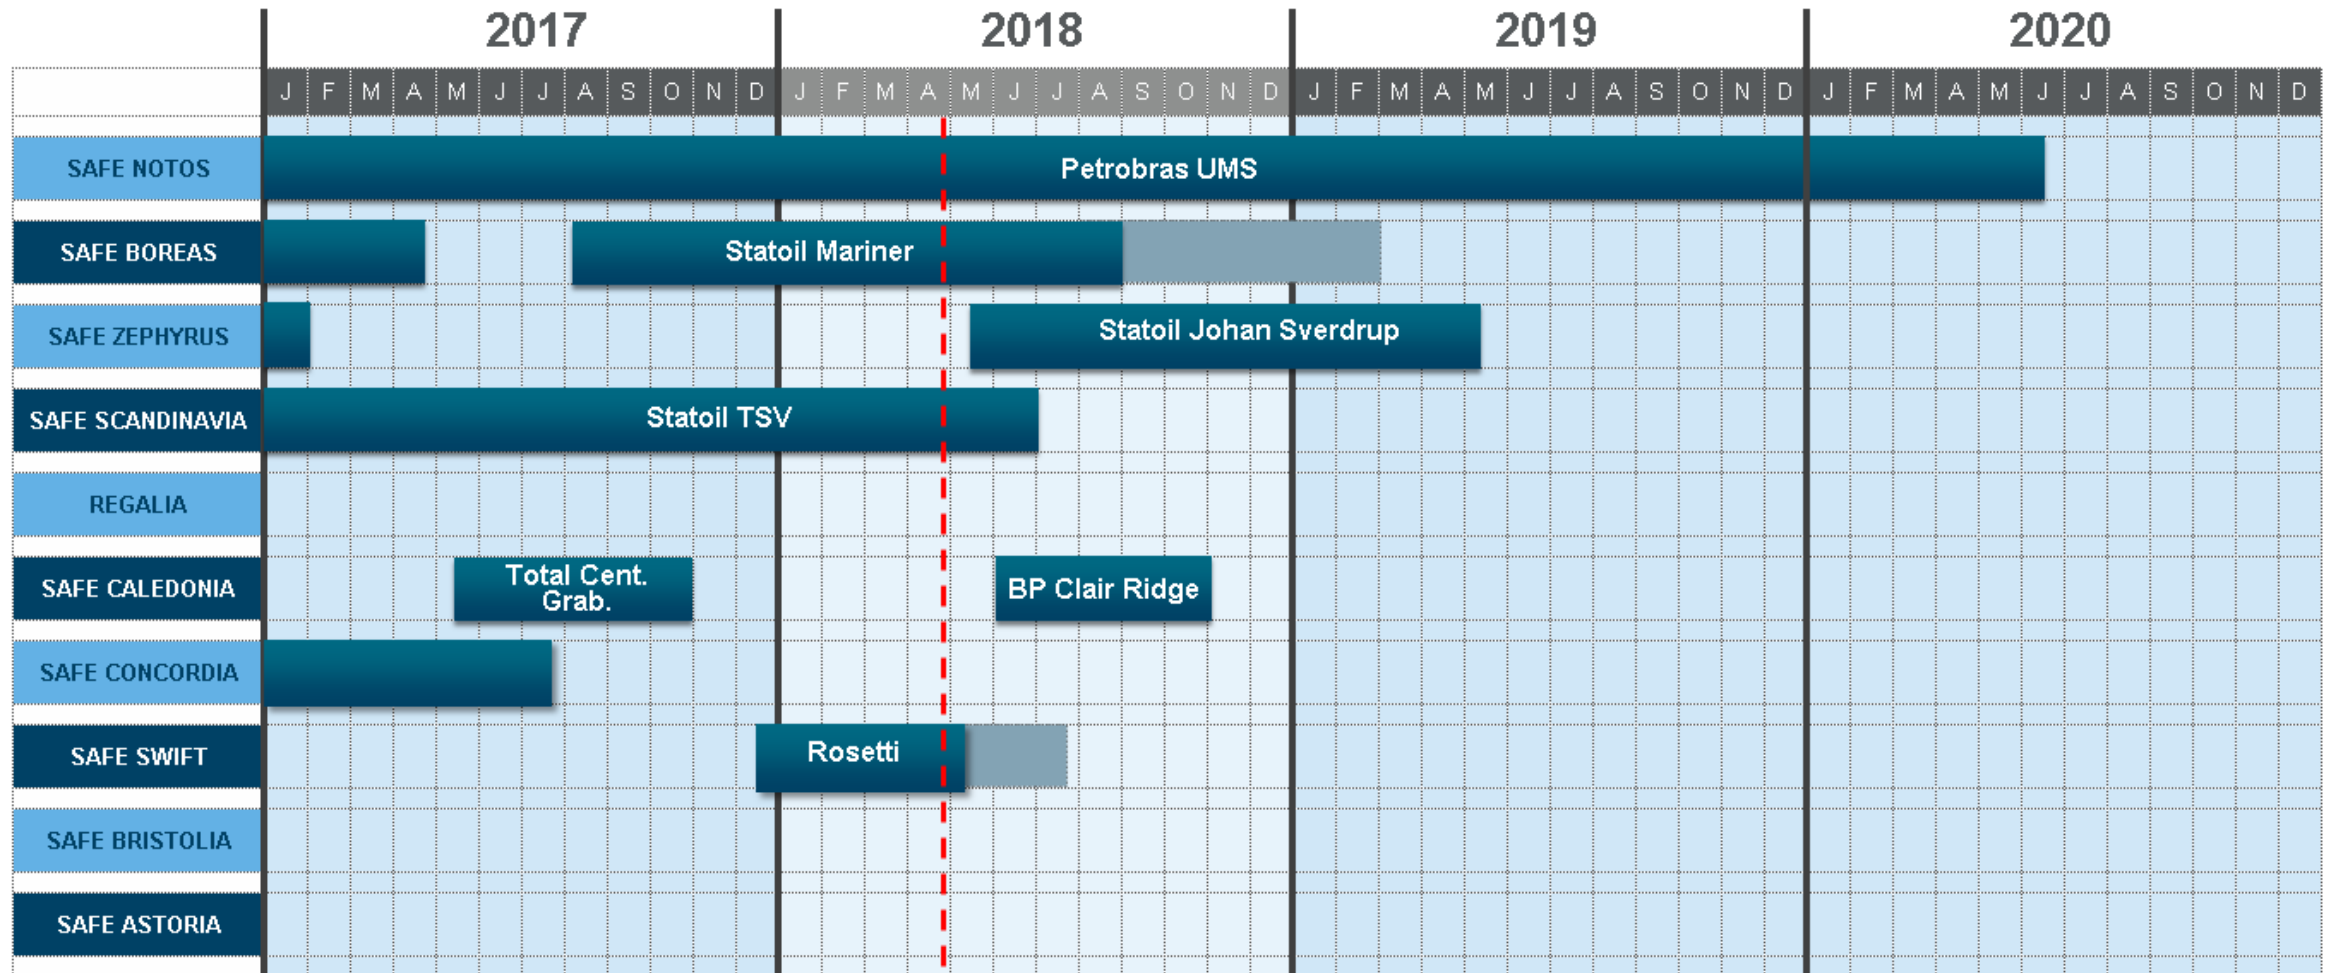 2017 2018 2019 2020
J F M A M J J A S O N D J F M A M J J A S O N D J F M A M J J A S O N D J F M A M J J A S O N D
SAFE NOTOS Petrobras UMS
SAFE BOREAS Statoil Mariner
SAFE ZEPHYRUS Statoil Johan Sverdrup
SAFE SCANDINAVIA Statoil TSV
REGALIA
SAFE CALEDONIA Total Cent. BP Clair Ridge
Grab.
SAFE CONCORDIA
SAFE SWIFT Rosetti
SAFE BRISTOLIA
SAFE ASTORIA